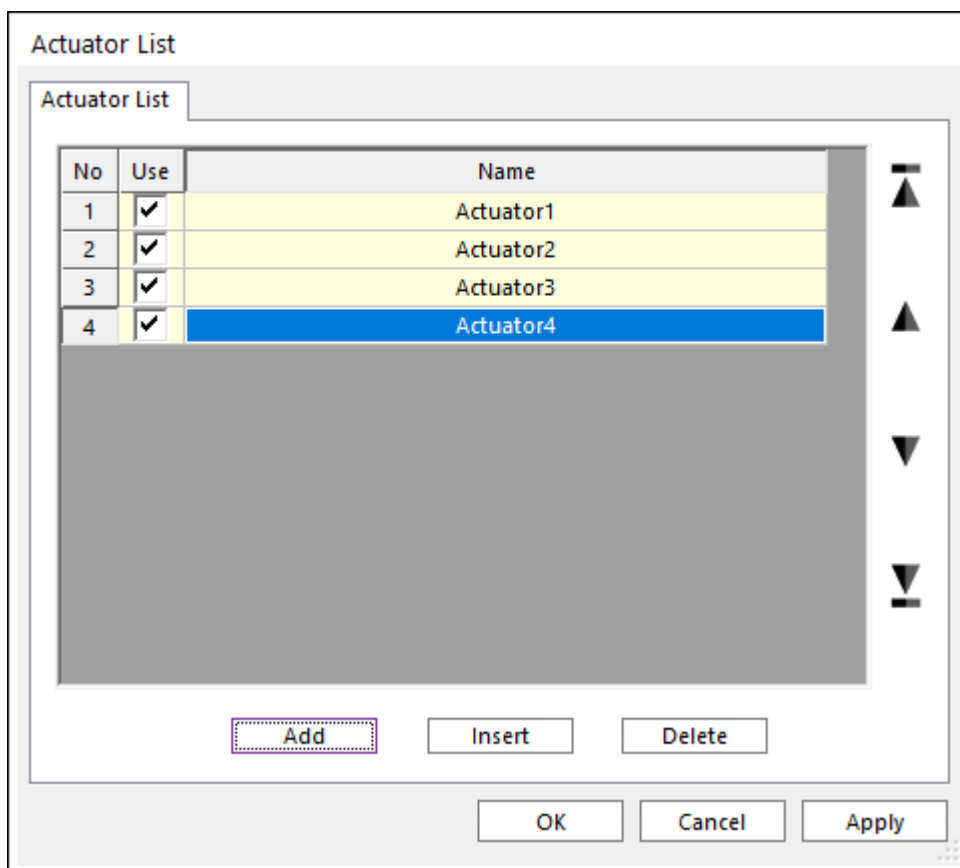 Actuator List
Actuator List
No Use Name
1 Actuator1
2 Actuator2
3 Actuator3
4 Actuator4
Add Insert Delete
OK Cancel Apply